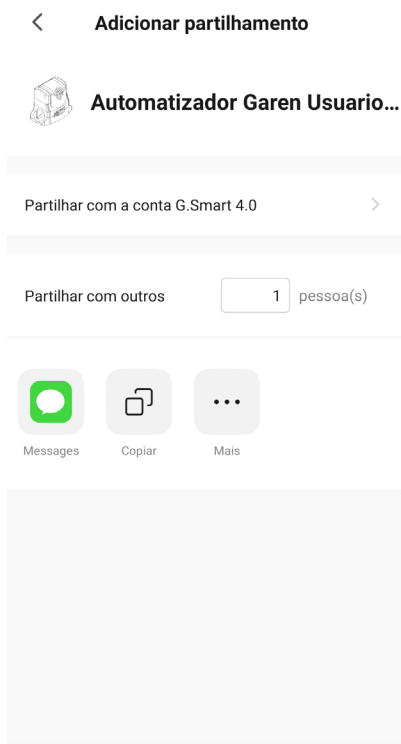 Adicionar partilhamento
Automatizador Garen Usuario...
Partilhar com a conta G.Smart 4.0
Partilhar com outros 1 pessoa(s)
Messages Copiar Mais